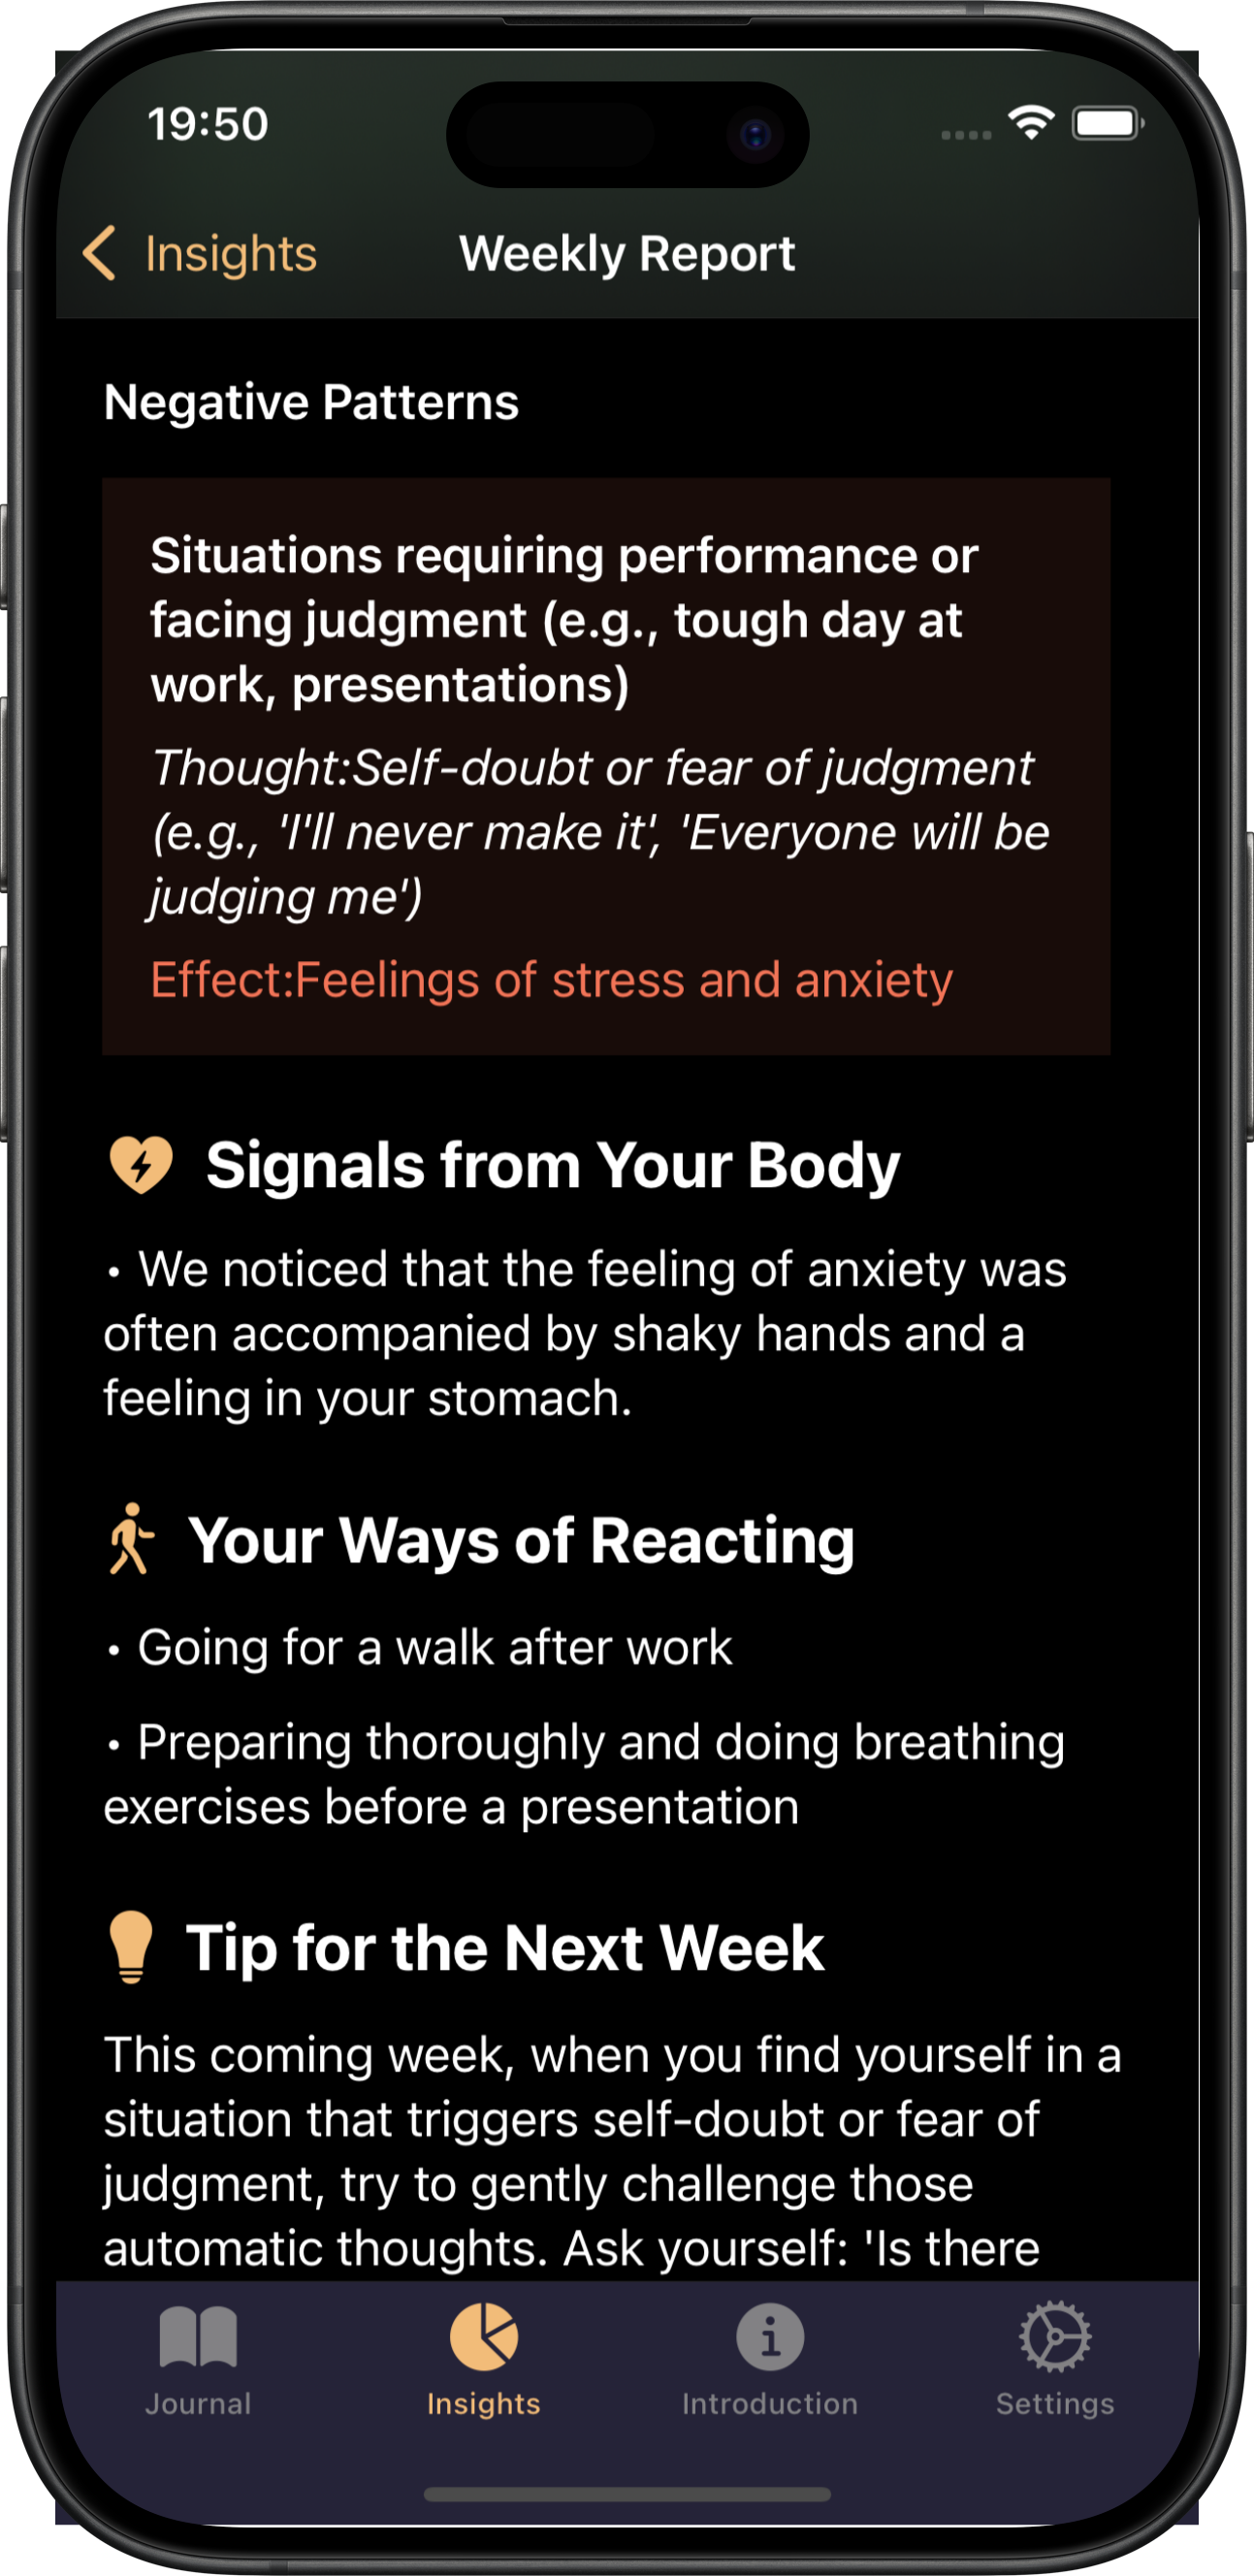 19:50
Insights
Weekly Report
Negative Patterns
Situations requiring performance or
facing judgment (e.g., tough day at
work, presentations)
Thought:Self-doubt or fear of judgment
(e.g., 'I'll never make it', 'Everyone will be
judging me')
Effect:Feelings of stress and anxiety
Signals from Your Body
• We noticed that the feeling of anxiety was
often accompanied by shaky hands and a
feeling in your stomach.
Your Ways of Reacting
• Going for a walk after work
• Preparing thoroughly and doing breathing
exercises before a presentation
Tip for the Next Week
This coming week, when you find yourself in a
situation that triggers self-doubt or fear of
judgment, try to gently challenge those
automatic thoughts. Ask yourself: 'Is there
Journal
Insights
Introduction
Settings